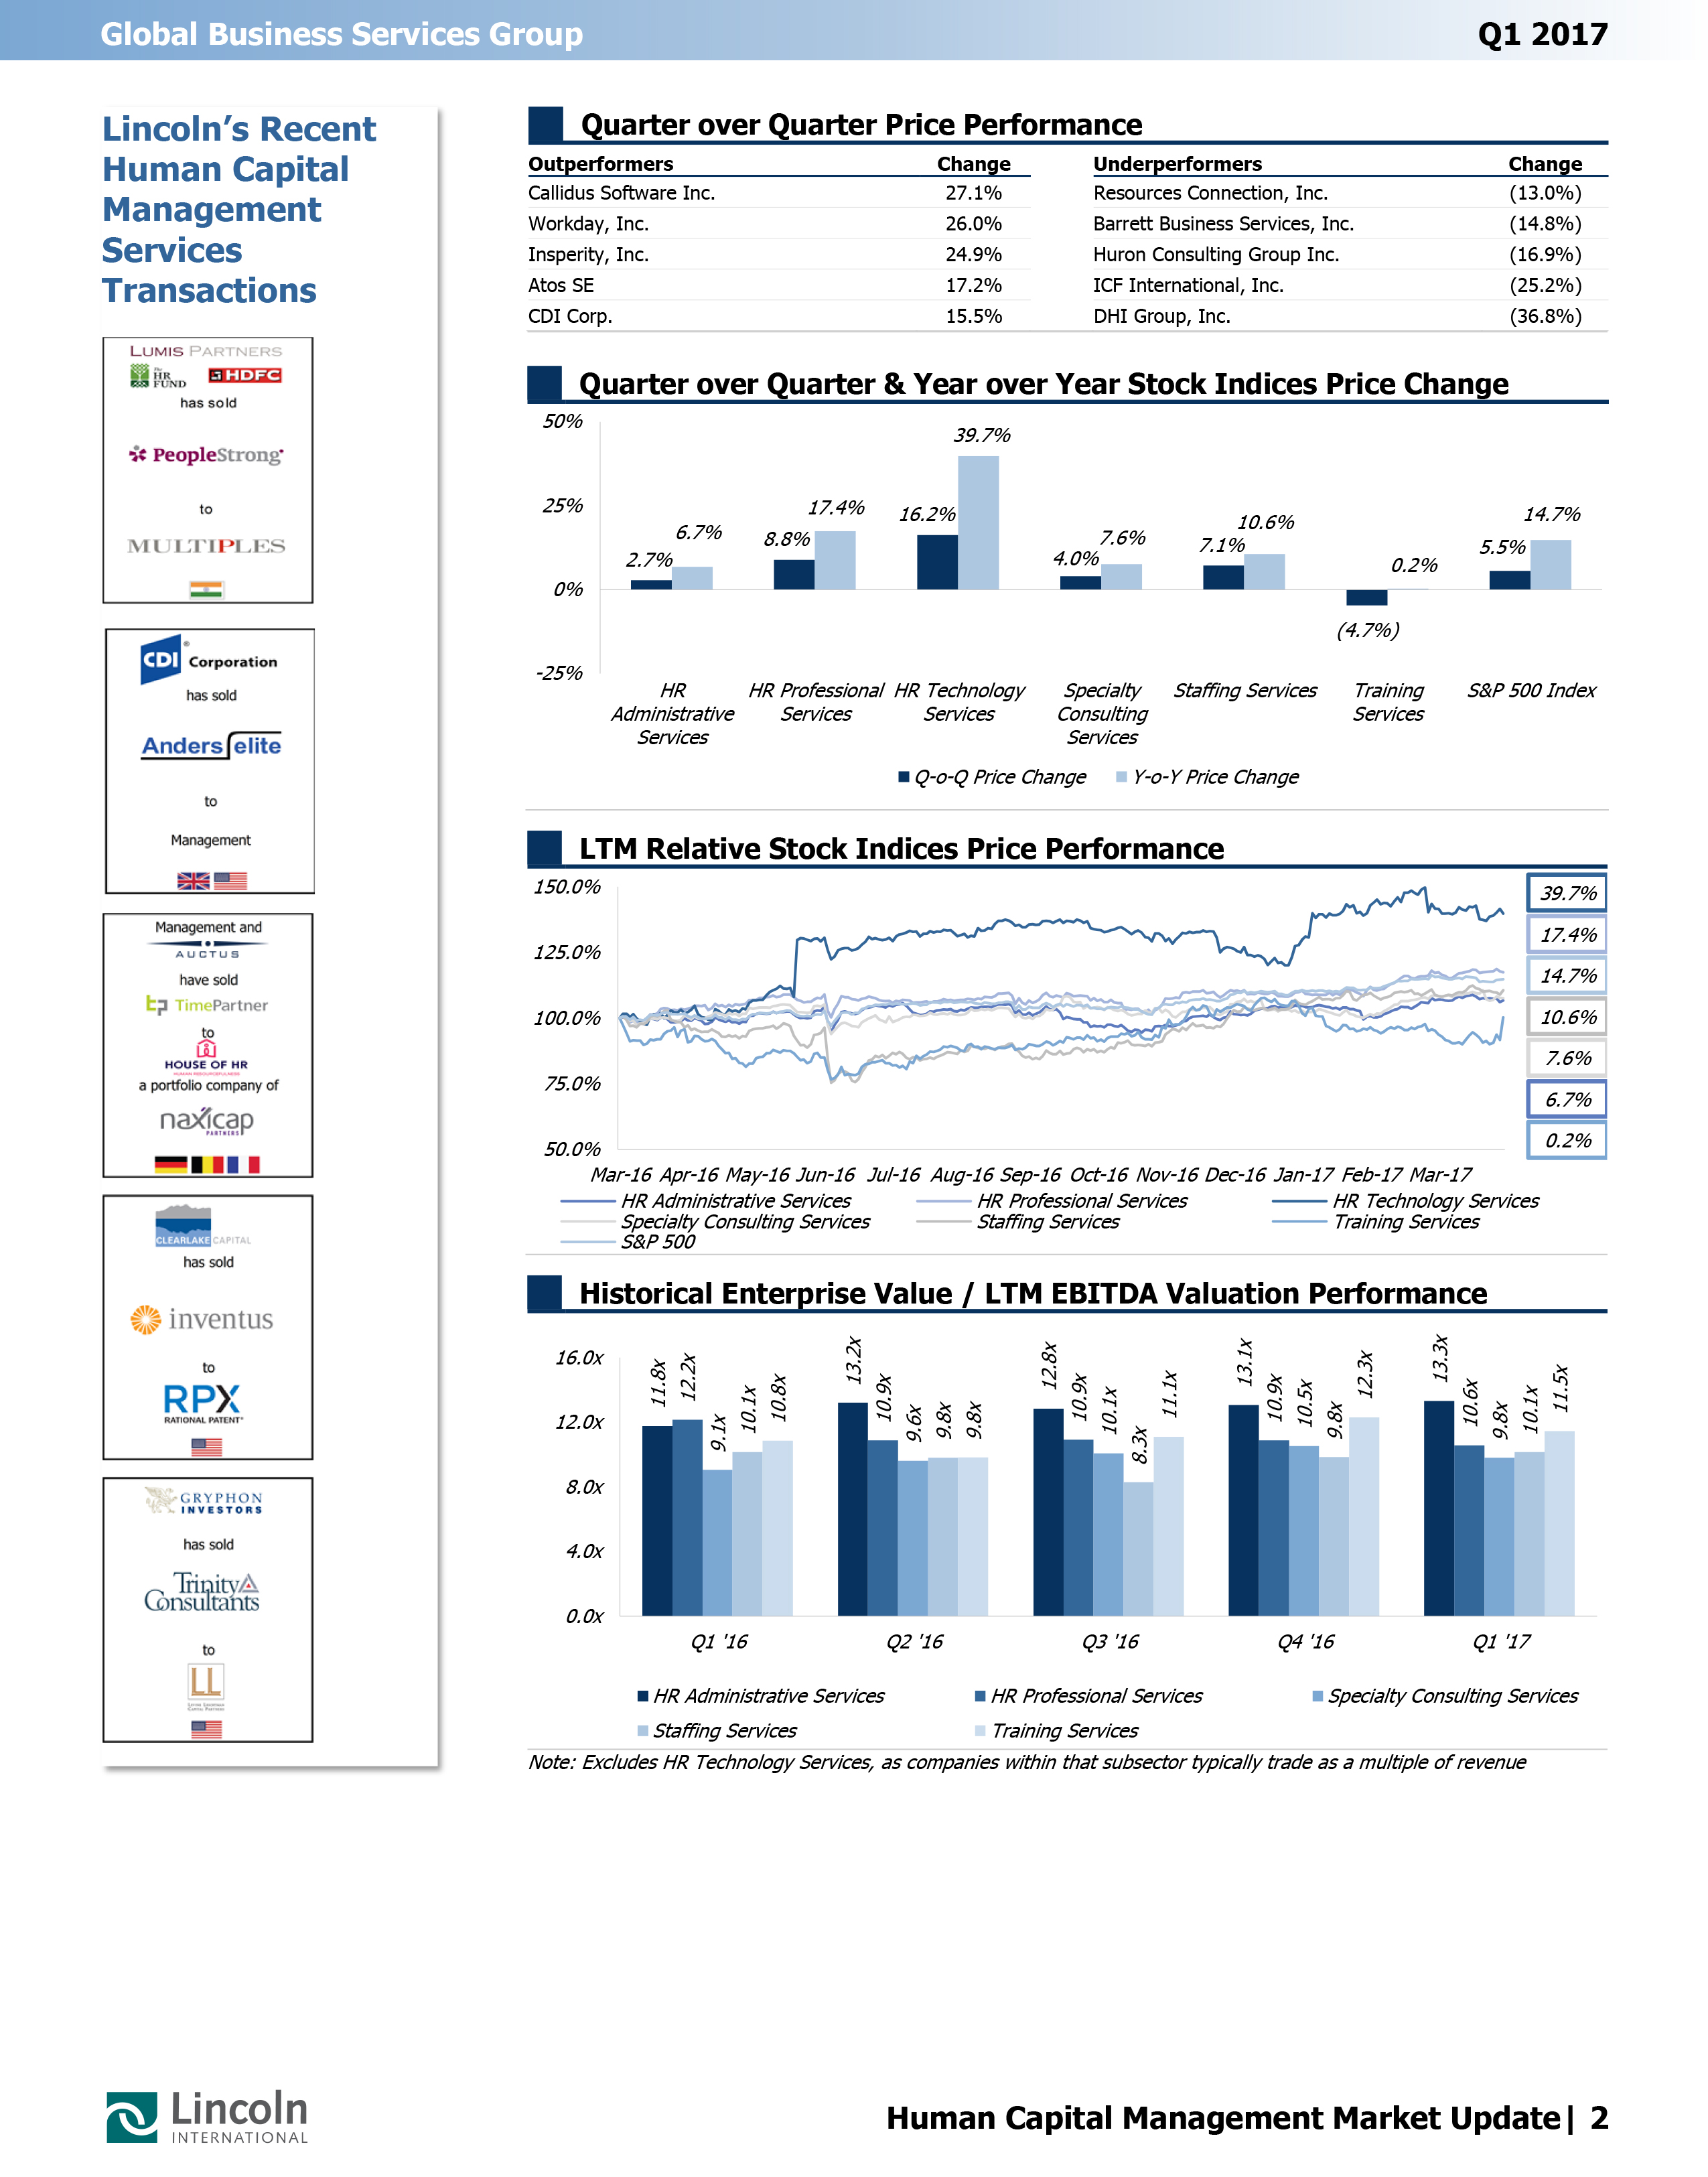 Global Business Services Group
Q1 2017
Lincoln's Recent
Human Capital
Management
Services
Transactions
LUMIS PARTNERS
The
HR
FUND
HDFC
has sold
PeopleStrong
to
MULTIPLES
CDI ® Corporation
has sold
Anders elite
to
Management
Management and
AUCTUS
have sold
tp TimePartner
to
HOUSE OF HR
HUMAN RESOURCEFULNESS
a portfolio company of
naxicap
PARTNERS
CLEARLAKE CAPITAL
has sold
inventus
to
RPX
RATIONAL PATENT
GRYPHON
INVESTORS
has sold
Trinity
Consultants
to
LL
Quarter over Quarter Price Performance
Outperformers Change Underperformers Change
Callidus Software Inc. 27.1% Resources Connection, Inc. (13.0%)
Workday, Inc. 26.0% Barrett Business Services, Inc. (14.8%)
Insperity, Inc. 24.9% Huron Consulting Group Inc. (16.9%)
Atos SE 17.2% ICF International, Inc. (25.2%)
CDI Corp. 15.5% DHI Group, Inc. (36.8%)
Quarter over Quarter & Year over Year Stock Indices Price Change
50%
25%
0%
-25%
2.7% 6.7% 8.8% 17.4% 16.2% 39.7% 4.0% 7.6% 7.1% 10.6% (4.7%) 0.2% 5.5% 14.7%
HR HR Professional HR Technology Specialty Staffing Services Training S&P 500 Index
Administrative Services Services Consulting Services
Services Services
Q-o-Q Price Change Y-o-Y Price Change
LTM Relative Stock Indices Price Performance
150.0%
125.0%
100.0%
75.0%
50.0%
39.7%
17.4%
14.7%
10.6%
7.6%
6.7%
0.2%
Mar-16 Apr-16 May-16 Jun-16 Jul-16 Aug-16 Sep-16 Oct-16 Nov-16 Dec-16 Jan-17 Feb-17 Mar-17
HR Administrative Services HR Professional Services HR Technology Services
Specialty Consulting Services Staffing Services Training Services
S&P 500
Historical Enterprise Value / LTM EBITDA Valuation Performance
16.0x
12.0x
8.0x
4.0x
0.0x
11.8x 12.2x 9.1x 10.1x 10.8x
13.2x 10.9x 9.6x 9.8x 9.8x
12.8x 10.9x 10.1x 8.3x 11.1x
13.1x 10.9x 10.5x 9.8x 12.3x
13.3x 10.6x 9.8x 10.1x 11.5x
Q1 '16 Q2 '16 Q3 '16 Q4 '16 Q1 '17
HR Administrative Services HR Professional Services Specialty Consulting Services
Staffing Services Training Services
Note: Excludes HR Technology Services, as companies within that subsector typically trade as a multiple of revenue
Lincoln
INTERNATIONAL
Human Capital Management Market Update| 2